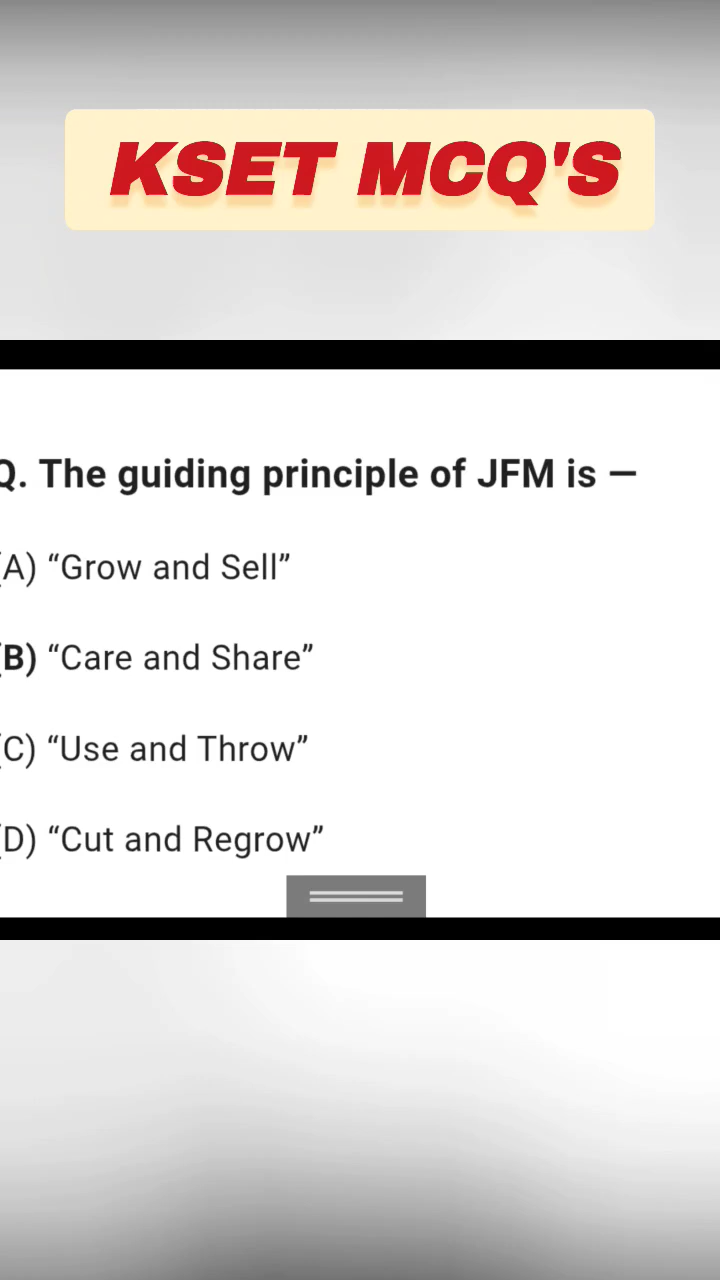 KSET MCQ'S
Q. The guiding principle of JFM is —
(A) “Grow and Sell”
(B) “Care and Share”
(C) “Use and Throw”
(D) “Cut and Regrow”